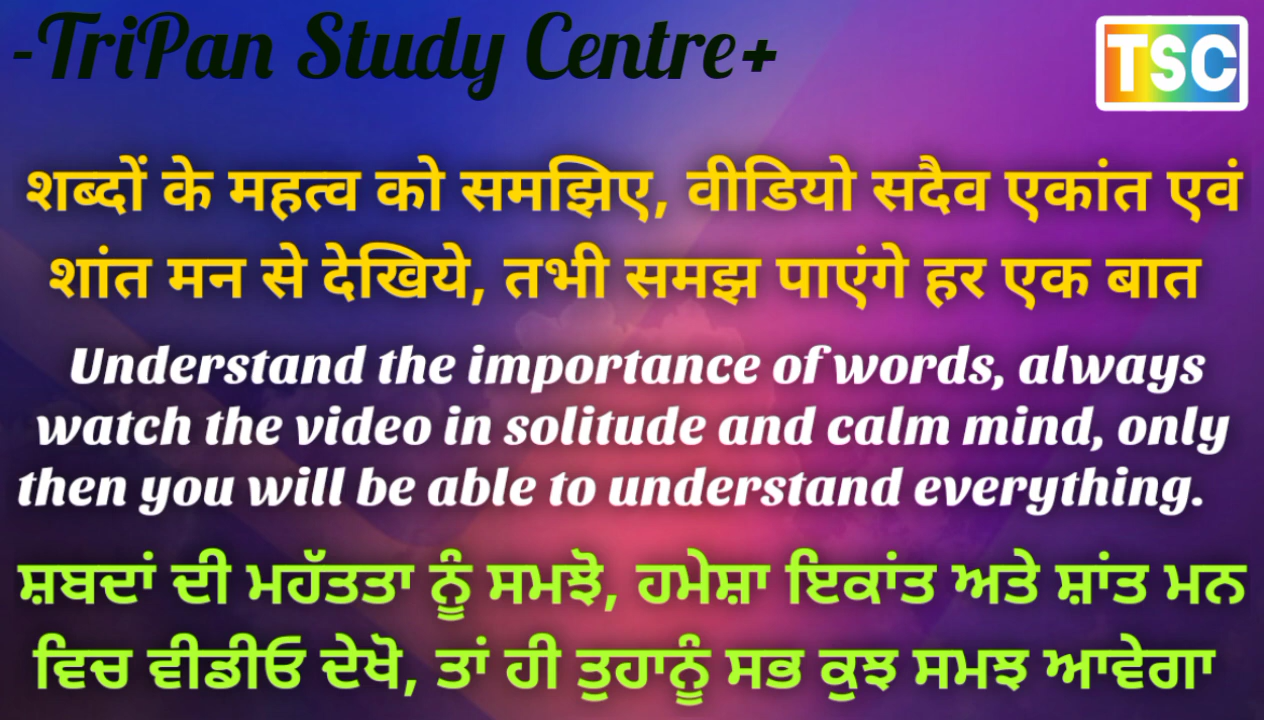 -TriPan Study Centre+
TSC
शब्दों के महत्व को समझिए, वीडियो सदैव एकांत एवं
शांत मन से देखिये, तभी समझ पाएंगे हर एक बात
Understand the importance of words, always
watch the video in solitude and calm mind, only
then you will be able to understand everything.
ਸ਼ਬਦਾਂ ਦੀ ਮਹੱਤਤਾ ਨੂੰ ਸਮਝੋ, ਹਮੇਸ਼ਾ ਇਕਾਂਤ ਅਤੇ ਸ਼ਾਂਤ ਮਨ
ਵਿਚ ਵੀਡੀਓ ਦੇਖੋ, ਤਾਂ ਹੀ ਤੁਹਾਨੂੰ ਸਭ ਕੁਝ ਸਮਝ ਆਵੇਗਾ